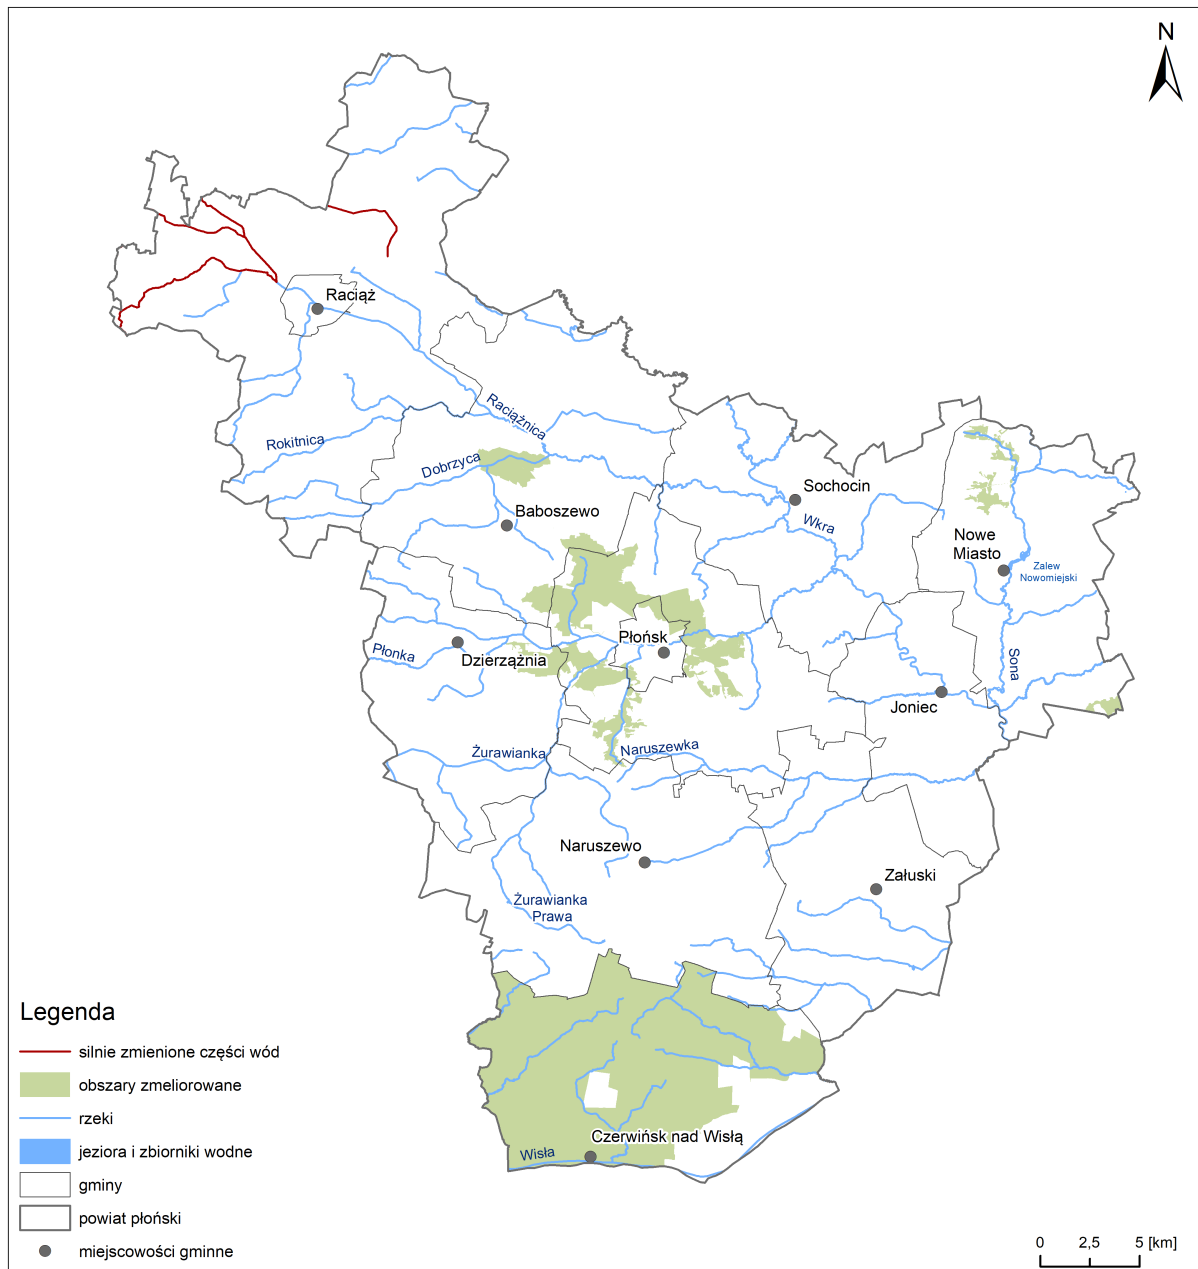 N
Raciąż
Raciążnica
Rokitnica
Dobrzyca
Sochocin
Baboszewo
Wkra
Nowe
Miasto
Zalew
Nowomiejski
Płońsk
Płonka
Dzierzążnia
Sona
Joniec
Żurawianka
Naruszewka
Naruszewo
Załuski
Żurawianka
Prawa
Czerwińsk nad Wisłą
Wisła
Legenda
silnie zmienione części wód
obszary zmeliorowane
rzeki
jeziora i zbiorniki wodne
gminy
powiat płoński
miejscowości gminne
0 2,5 5 [km]